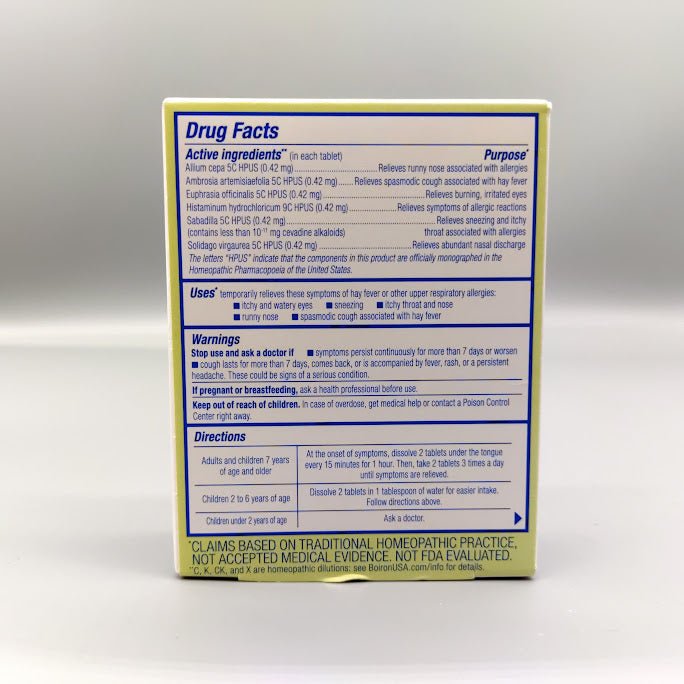 Drug Facts
Active ingredients** (in each tablet) Purpose*
Allium cepa 5C HPUS (0.42 mg)..............................Relieves runny nose associated with allergies
Ambrosia artemisiaefolia 5C HPUS (0.42 mg).....Relieves spasmodic cough associated with hay fever
Euphrasia officinalis 5C HPUS (0.42 mg)..............................Relieves burning, irritated eyes
Histaminum hydrochloricum 9C HPUS (0.42 mg)................Relieves symptoms of allergic reactions
Sabadilla 5C HPUS (0.42 mg)..............................Relieves sneezing and itchy
(contains less than 10⁻¹¹ mg cevadine alkaloids) throat associated with allergies
Solidago virgaurea 5C HPUS (0.42 mg)..............................Relieves abundant nasal discharge
The letters "HPUS" indicate that the components in this product are officially monographed in the
Homeopathic Pharmacopoeia of the United States.
Uses* temporarily relieves these symptoms of hay fever or other upper respiratory allergies:
■ itchy and watery eyes ■ sneezing ■ itchy throat and nose
■ runny nose ■ spasmodic cough associated with hay fever
Warnings
Stop use and ask a doctor if ■ symptoms persist continuously for more than 7 days or worsen
■ cough lasts for more than 7 days, comes back, or is accompanied by fever, rash, or a persistent
headache. These could be signs of a serious condition.
If pregnant or breastfeeding, ask a health professional before use.
Keep out of reach of children. In case of overdose, get medical help or contact a Poison Control
Center right away.
Directions
Adults and children 7 years
of age and older
At the onset of symptoms, dissolve 2 tablets under the tongue
every 15 minutes for 1 hour. Then, take 2 tablets 3 times a day
until symptoms are relieved.
Children 2 to 6 years of age
Dissolve 2 tablets in 1 tablespoon of water for easier intake.
Follow directions above.
Children under 2 years of age
Ask a doctor.
*CLAIMS BASED ON TRADITIONAL HOMEOPATHIC PRACTICE,
NOT ACCEPTED MEDICAL EVIDENCE. NOT FDA EVALUATED.
**C, K, CK, and X are homeopathic dilutions: see BoironUSA.com/info for details.